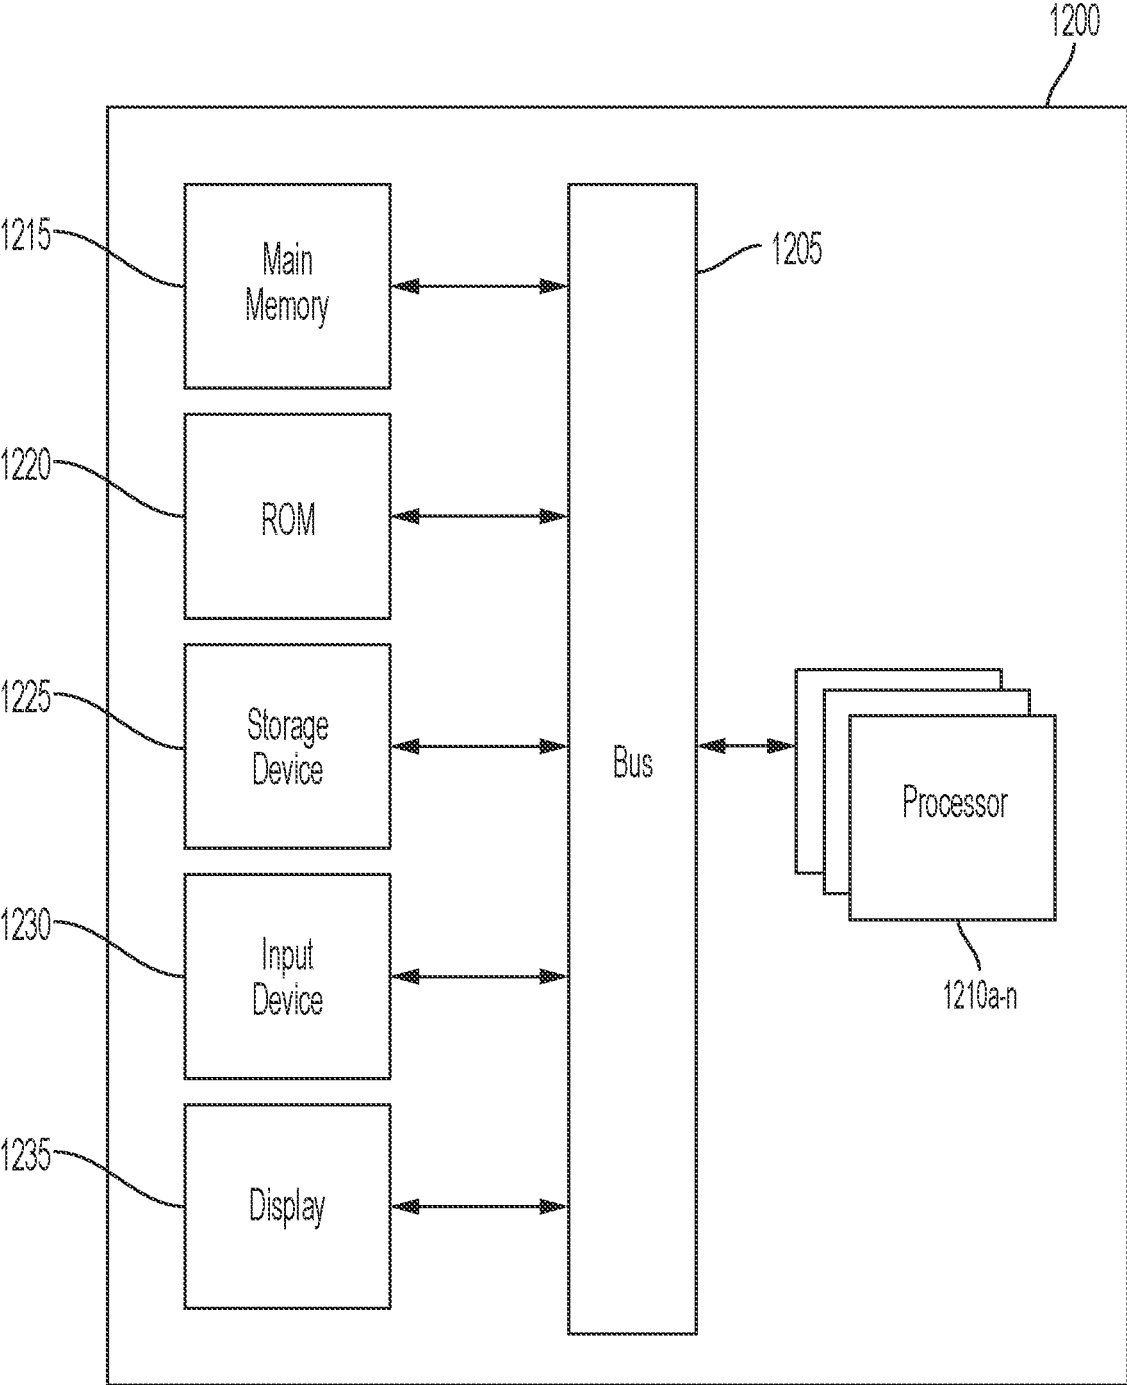 1200
1215
Main
Memory
1205
1220
ROM
1225
Storage
Device
Bus
Processor
1230
Input
Device
1210a-n
1235
Display